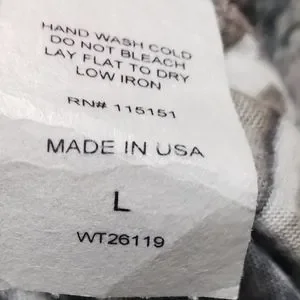 HAND WASH COLD
DO NOT BLEACH
LAY FLAT TO DRY
LOW IRON
RN# 115151
MADE IN USA
L
WT26119